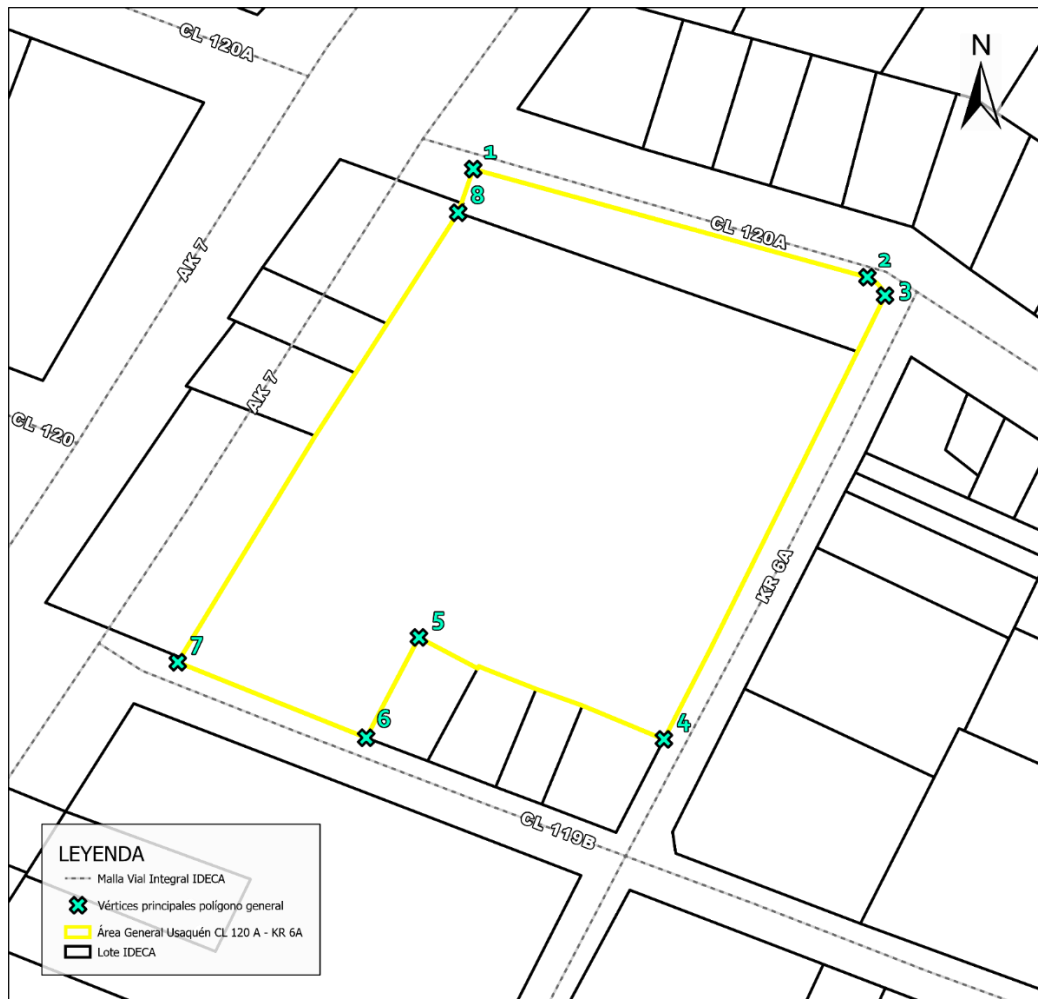 CL 120A
N
1
8
CL 120A
AK 7
2
3
AK 7
CL 120
KR 6A
5
7
6
4
CL 119B
LEYENDA
Malla Vial Integral IDECA
Vértices principales polígono general
Área General Usaquén CL 120 A - KR 6A
Lote IDECA